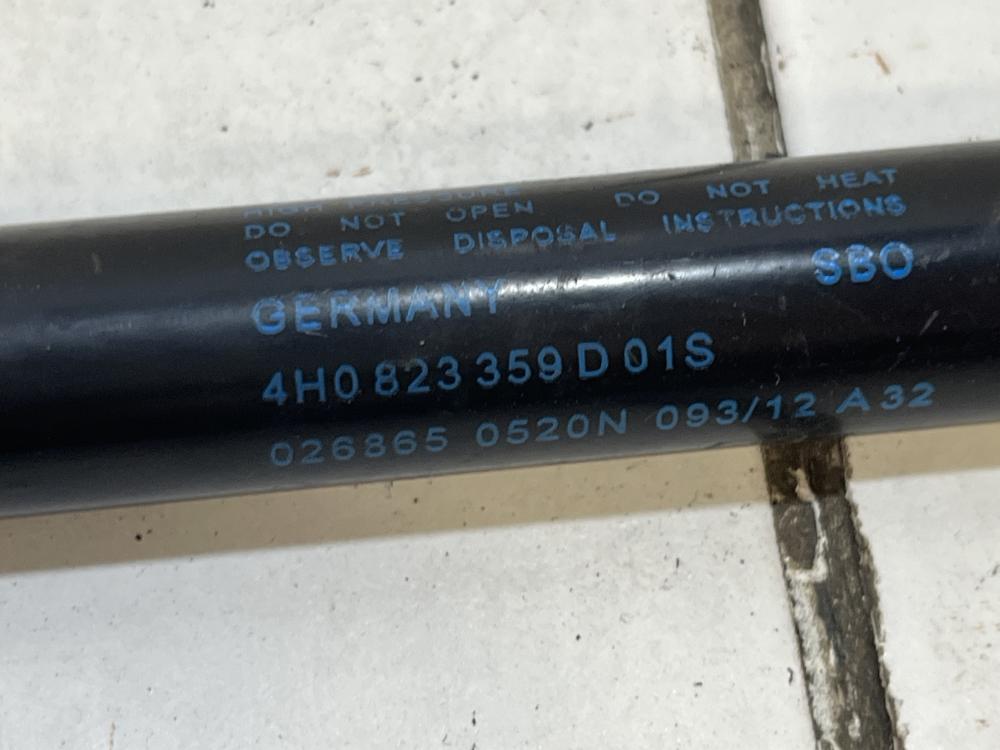 HIGH PRESSURE
DO NOT OPEN DO NOT HEAT
OBSERVE DISPOSAL INSTRUCTIONS
GERMANY SBO
4H0 823 359 D 01S
026865 0520N 093/12 A 32